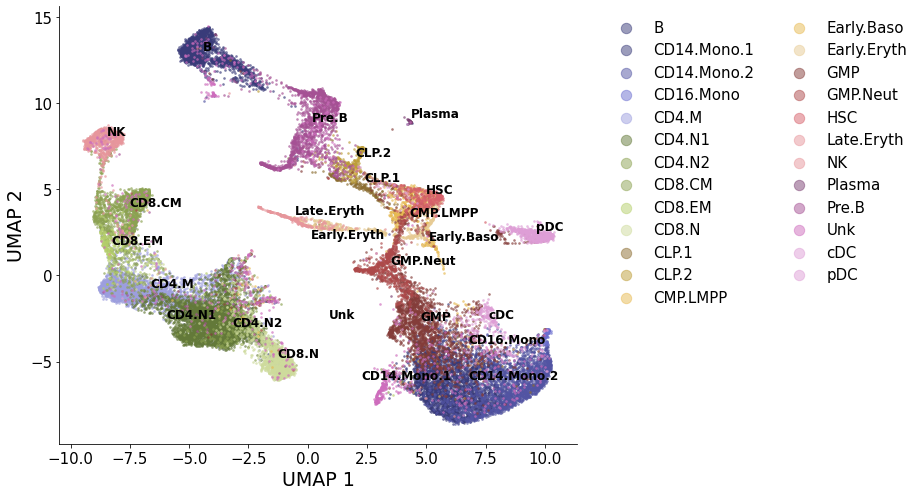 15
10
5
0
−5
−10.0
−7.5
−5.0
−2.5
0.0
2.5
5.0
7.5
10.0
UMAP 1
UMAP 2
B
NK
Pre.B
Plasma
CLP.2
CLP.1
HSC
CD8.CM
Late.Eryth
CMP.LMPP
pDC
CD8.EM
Early.Eryth
Early.Baso
GMP.Neut
CD4.M
CD4.N1
CD4.N2
Unk
GMP
cDC
CD16.Mono
CD8.N
CD14.Mono.1
CD14.Mono.2
B
CD14.Mono.1
CD14.Mono.2
CD16.Mono
CD4.M
CD4.N1
CD4.N2
CD8.CM
CD8.EM
CD8.N
CLP.1
CLP.2
CMP.LMPP
Early.Baso
Early.Eryth
GMP
GMP.Neut
HSC
Late.Eryth
NK
Plasma
Pre.B
Unk
cDC
pDC